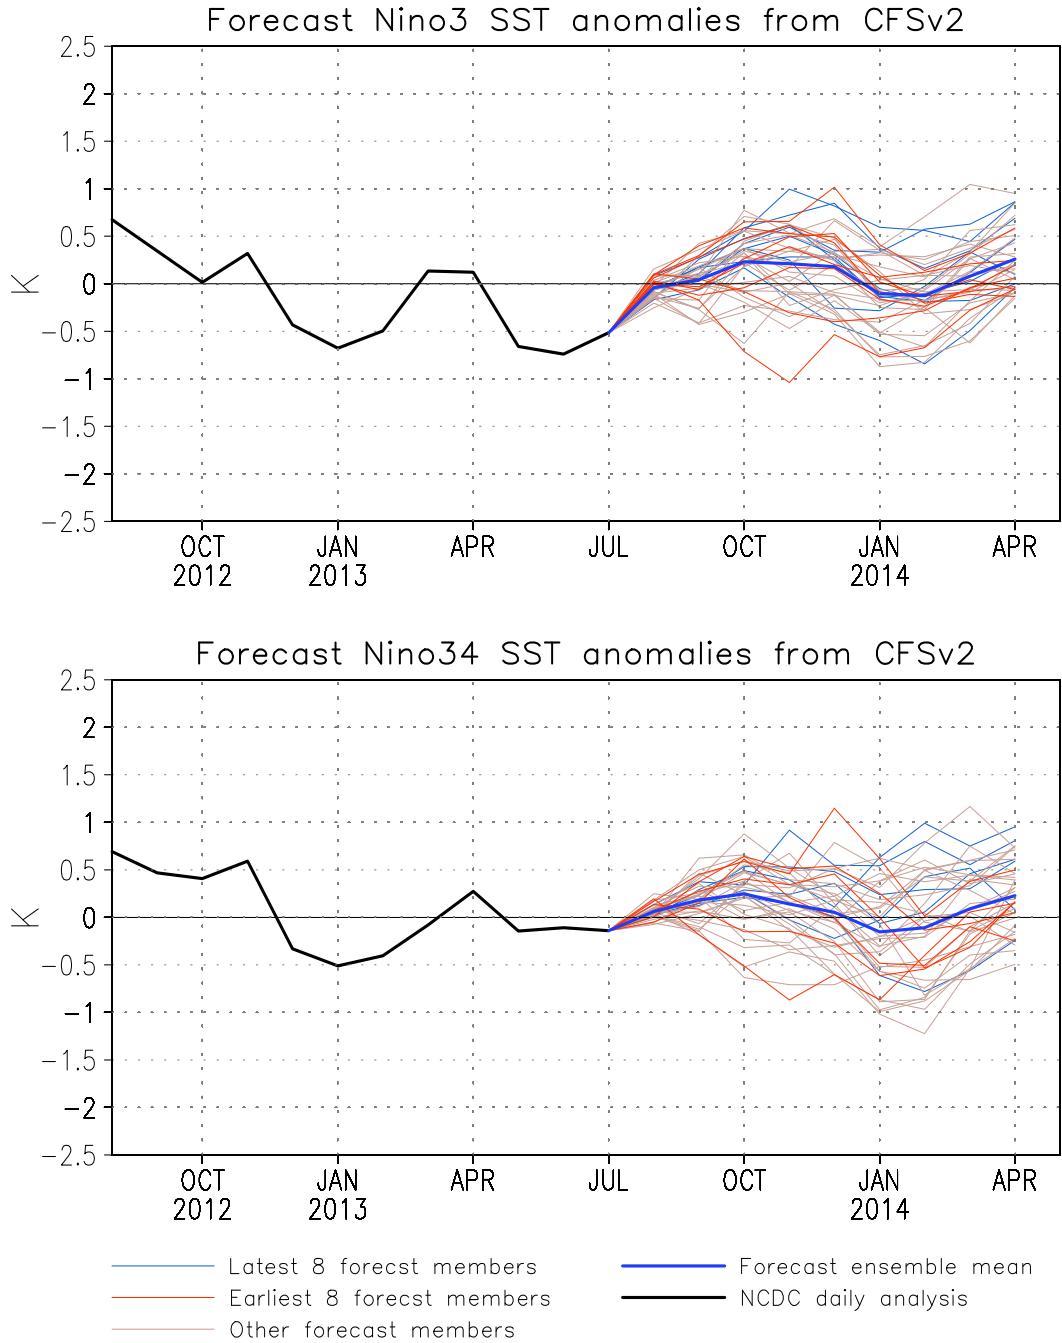 Forecast Nino3 SST anomalies from CFSv2
2.5
2
1.5
1
0.5
0
-0.5
-1
-1.5
-2
-2.5
K
OCT JAN APR JUL OCT JAN APR
2012 2013 2014
Forecast Nino34 SST anomalies from CFSv2
2.5
2
1.5
1
0.5
0
-0.5
-1
-1.5
-2
-2.5
K
OCT JAN APR JUL OCT JAN APR
2012 2013 2014
Latest 8 forecst members
Earliest 8 forecst members
Other forecast members
Forecast ensemble mean
NCDC daily analysis